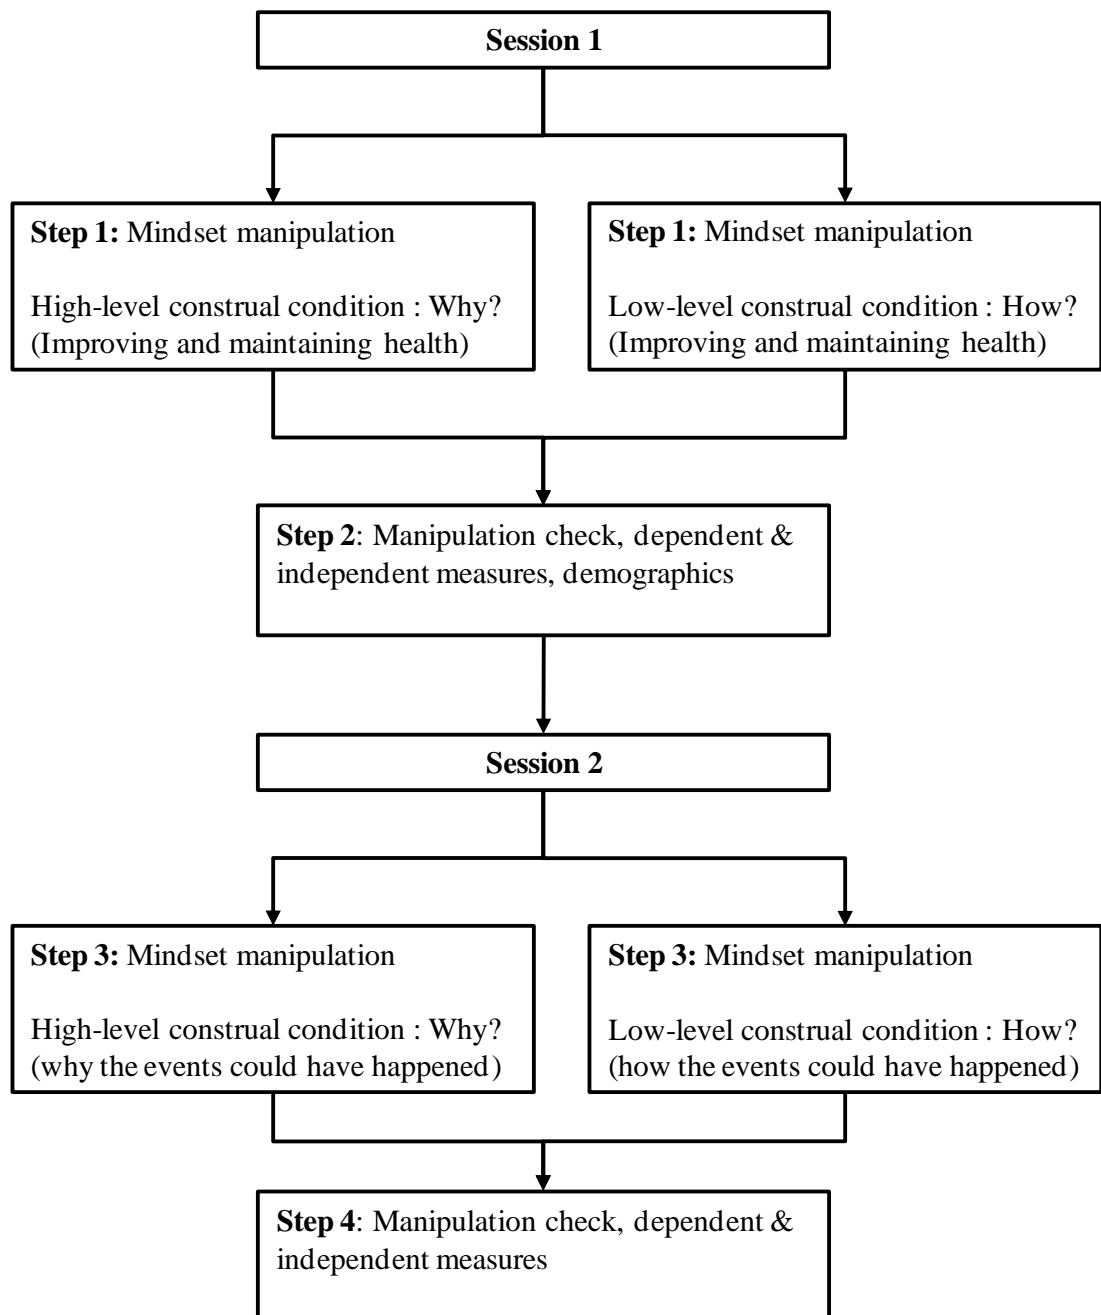 Session 1
Step 1: Mindset manipulation
High-level construal condition : Why?
(Improving and maintaining health)
Step 1: Mindset manipulation
Low-level construal condition : How?
(Improving and maintaining health)
Step 2: Manipulation check, dependent &
independent measures, demographics
Session 2
Step 3: Mindset manipulation
High-level construal condition : Why?
(why the events could have happened)
Step 3: Mindset manipulation
Low-level construal condition : How?
(how the events could have happened)
Step 4: Manipulation check, dependent &
independent measures